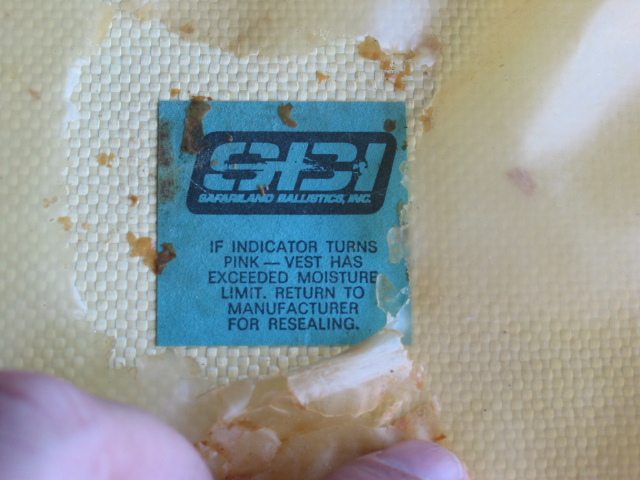 SBI
SAFARILAND BALLISTICS, INC.
IF INDICATOR TURNS
PINK — VEST HAS
EXCEEDED MOISTURE
LIMIT. RETURN TO
MANUFACTURER
FOR RESEALING.